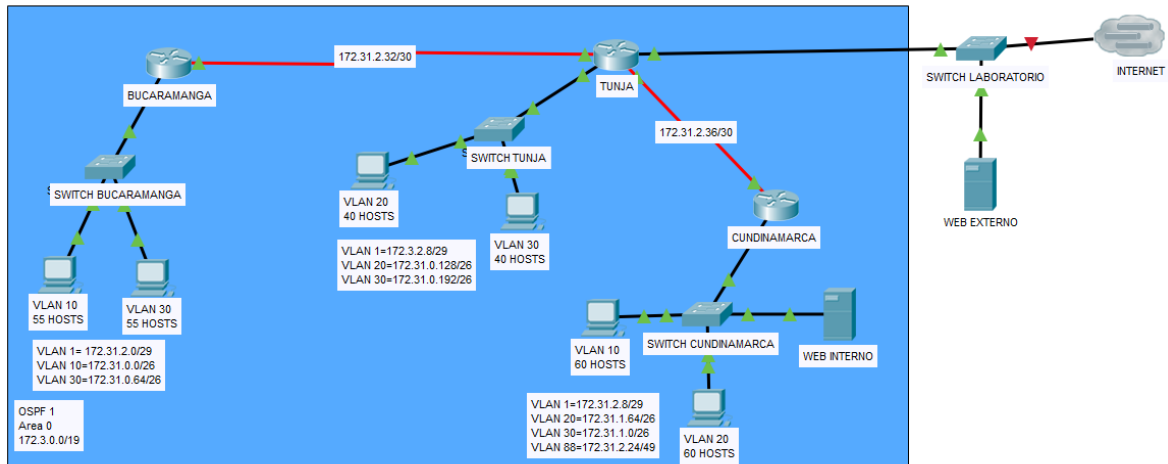 172.31.2.32/30
BUCARAMANGA
TUNJA
SWITCH LABORATORIO
INTERNET
172.31.2.36/30
SWITCH BUCARAMANGA
SWITCH TUNJA
VLAN 20
40 HOSTS
VLAN 30
40 HOSTS
WEB EXTERNO
CUNDINAMARCA
VLAN 1=172.3.2.8/29
VLAN 20=172.31.0.128/26
VLAN 30=172.31.0.192/26
VLAN 10
55 HOSTS
VLAN 30
55 HOSTS
VLAN 1= 172.31.2.0/29
VLAN 10=172.31.0.0/26
VLAN 30=172.31.0.64/26
VLAN 10
60 HOSTS
SWITCH CUNDINAMARCA
WEB INTERNO
OSPF 1
Area 0
172.3.0.0/19
VLAN 1=172.31.2.8/29
VLAN 20=172.31.1.64/26
VLAN 30=172.31.1.0/26
VLAN 88=172.31.2.24/49
VLAN 20
60 HOSTS